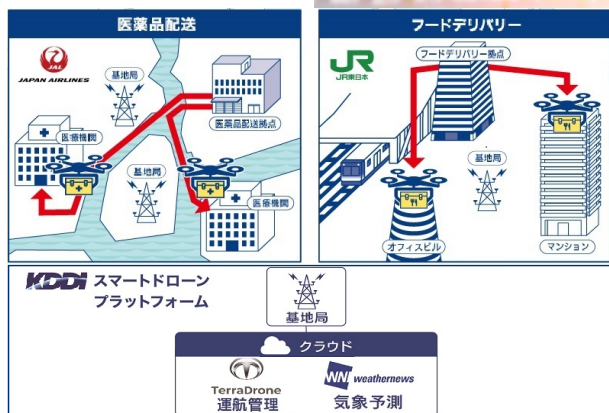 医薬品配送
JAL
JAPAN AIRLINES
基地局
医薬品配送拠点
医療機関
基地局
医療機関
フードデリバリー
JR
JR東日本
フードデリバリー拠点
基地局
オフィスビル
マンション
KDDI スマートドローン
プラットフォーム
基地局
クラウド
TerraDrone
運航管理
WNI weathernews
気象予測